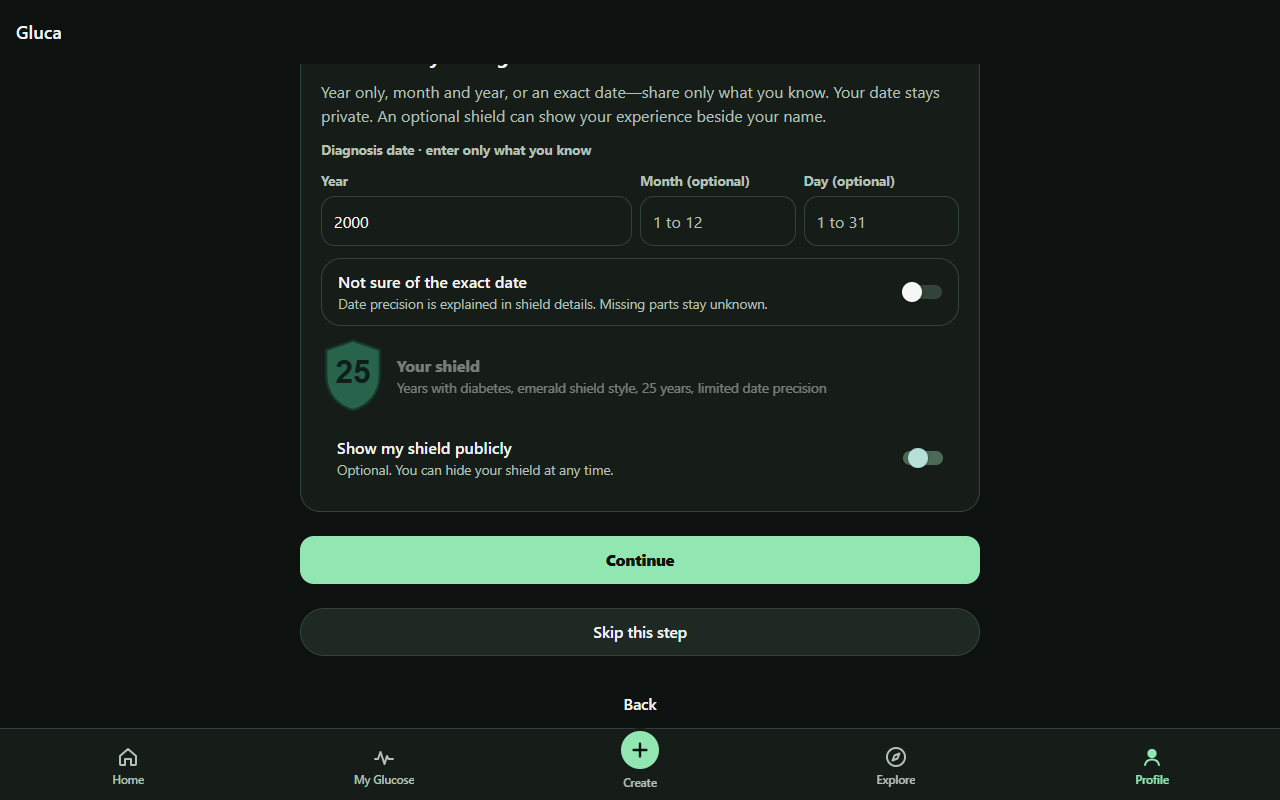 Gluca
Year only, month and year, or an exact date—share only what you know. Your date stays
private. An optional shield can show your experience beside your name.
Diagnosis date · enter only what you know
Year
Month (optional)
Day (optional)
2000
1 to 12
1 to 31
Not sure of the exact date
Date precision is explained in shield details. Missing parts stay unknown.
25
Your shield
Years with diabetes, emerald shield style, 25 years, limited date precision
Show my shield publicly
Optional. You can hide your shield at any time.
Continue
Skip this step
Back
Home
My Glucose
Create
Explore
Profile